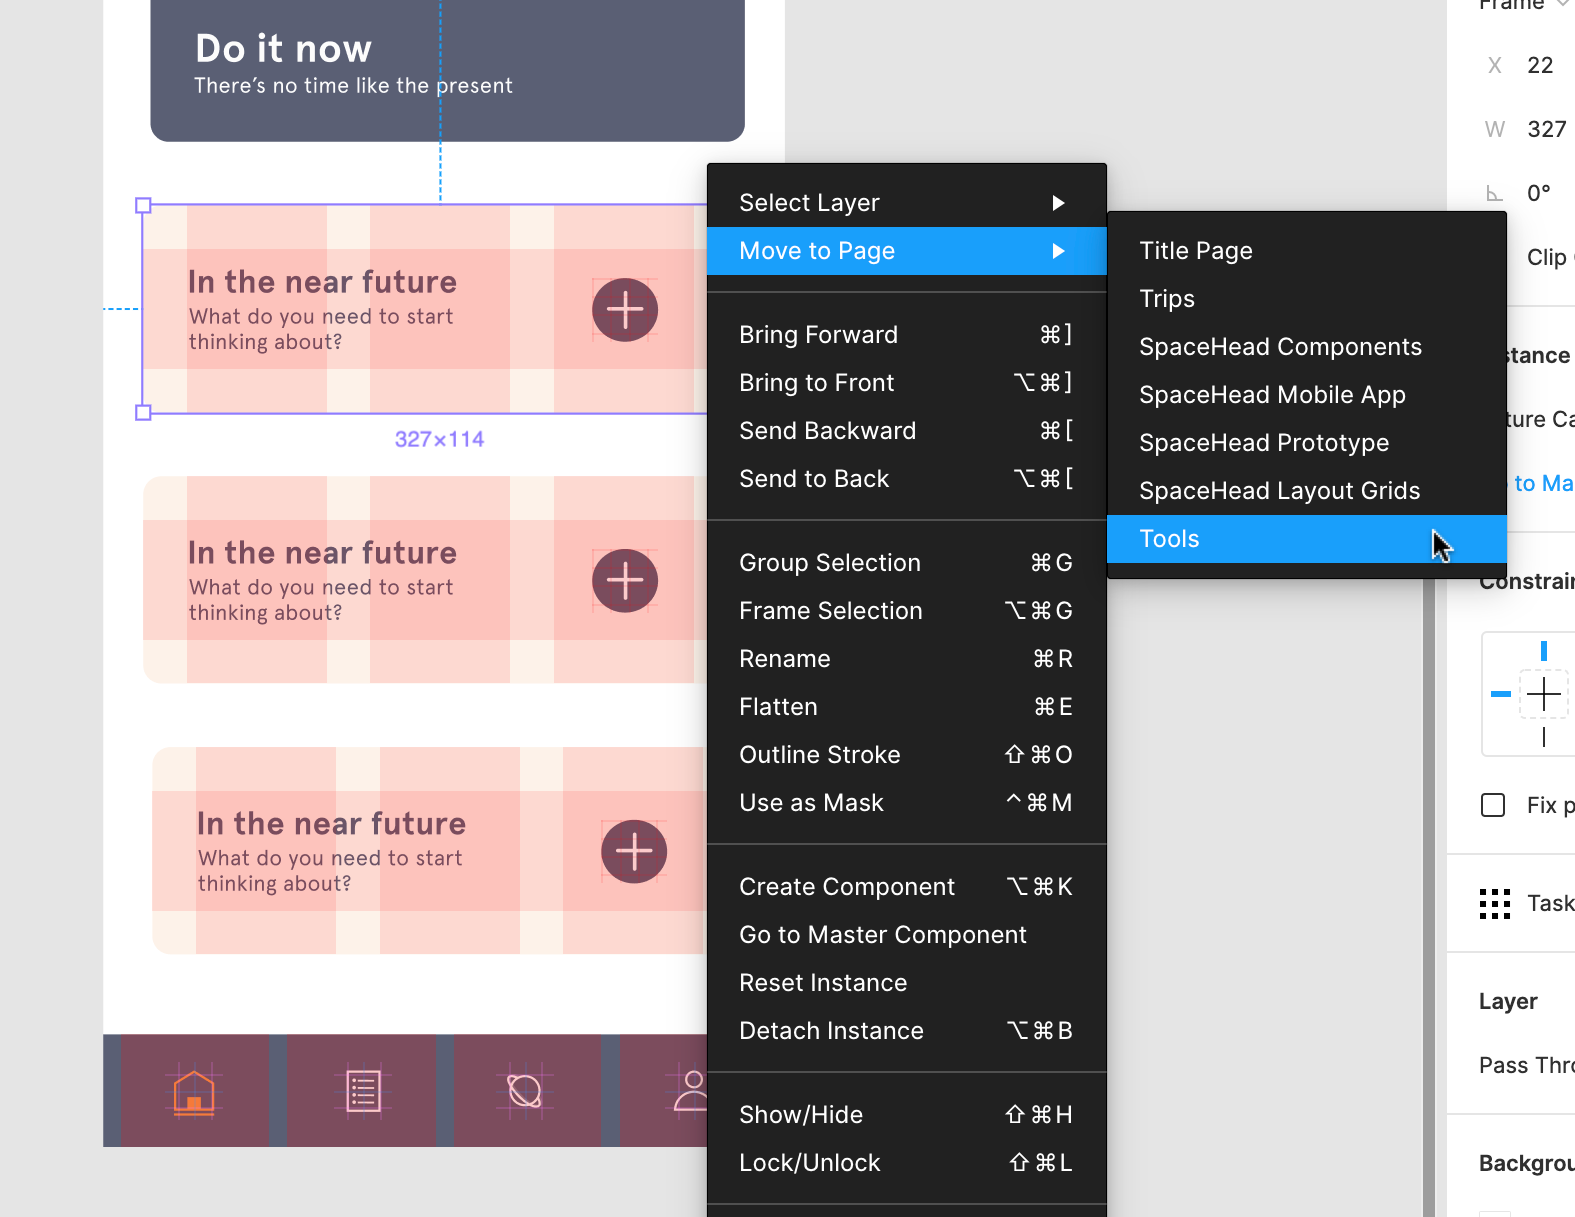 Do it now
There's no time like the present
In the near future
What do you need to start
thinking about?
327×114
In the near future
What do you need to start
thinking about?
In the near future
What do you need to start
thinking about?
Select Layer
Move to Page
Bring Forward ⌘]
Bring to Front ⌥⌘]
Send Backward ⌘[
Send to Back ⌥⌘[
Group Selection ⌘G
Frame Selection ⌥⌘G
Rename ⌘R
Flatten ⌘E
Outline Stroke ⇧⌘O
Use as Mask ^⌘M
Create Component ⌥⌘K
Go to Master Component
Reset Instance
Detach Instance ⌥⌘B
Show/Hide ⇧⌘H
Lock/Unlock ⇧⌘L
Title Page
Trips
SpaceHead Components
SpaceHead Mobile App
SpaceHead Prototype
SpaceHead Layout Grids
Tools
Frame
X 22
W 327
0°
Clip
stance
ture Ca
to Ma
Constrain
Fix p
Task
Layer
Pass Thro
Backgrou